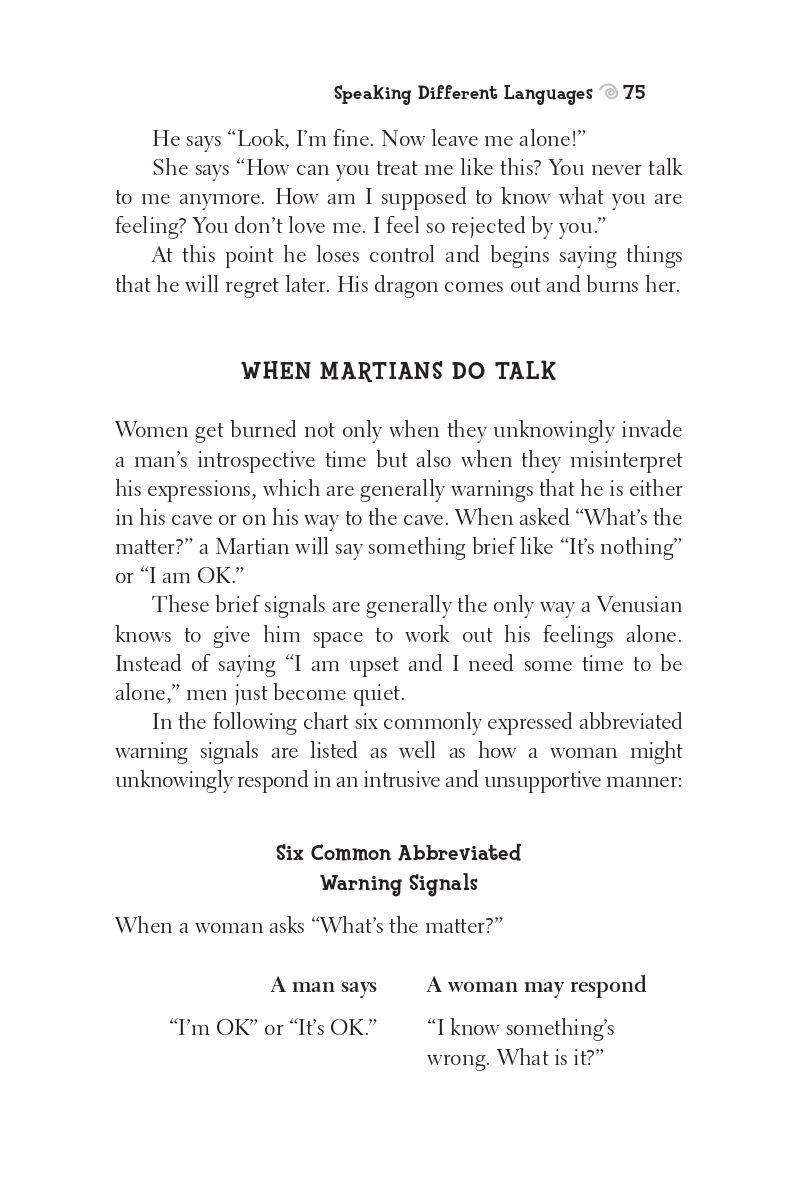 Speaking Different Languages 75
He says “Look, I’m fine. Now leave me alone!”
She says “How can you treat me like this? You never talk
to me anymore. How am I supposed to know what you are
feeling? You don’t love me. I feel so rejected by you.”
At this point he loses control and begins saying things
that he will regret later. His dragon comes out and burns her.
WHEN MARTIANS DO TALK
Women get burned not only when they unknowingly invade
a man’s introspective time but also when they misinterpret
his expressions, which are generally warnings that he is either
in his cave or on his way to the cave. When asked “What’s the
matter?” a Martian will say something brief like “It’s nothing”
or “I am OK.”
These brief signals are generally the only way a Venusian
knows to give him space to work out his feelings alone.
Instead of saying “I am upset and I need some time to be
alone,” men just become quiet.
In the following chart six commonly expressed abbreviated
warning signals are listed as well as how a woman might
unknowingly respond in an intrusive and unsupportive manner:
Six Common Abbreviated
Warning Signals
When a woman asks “What’s the matter?”
A man says A woman may respond
“I’m OK” or “It’s OK.” “I know something’s
wrong. What is it?”